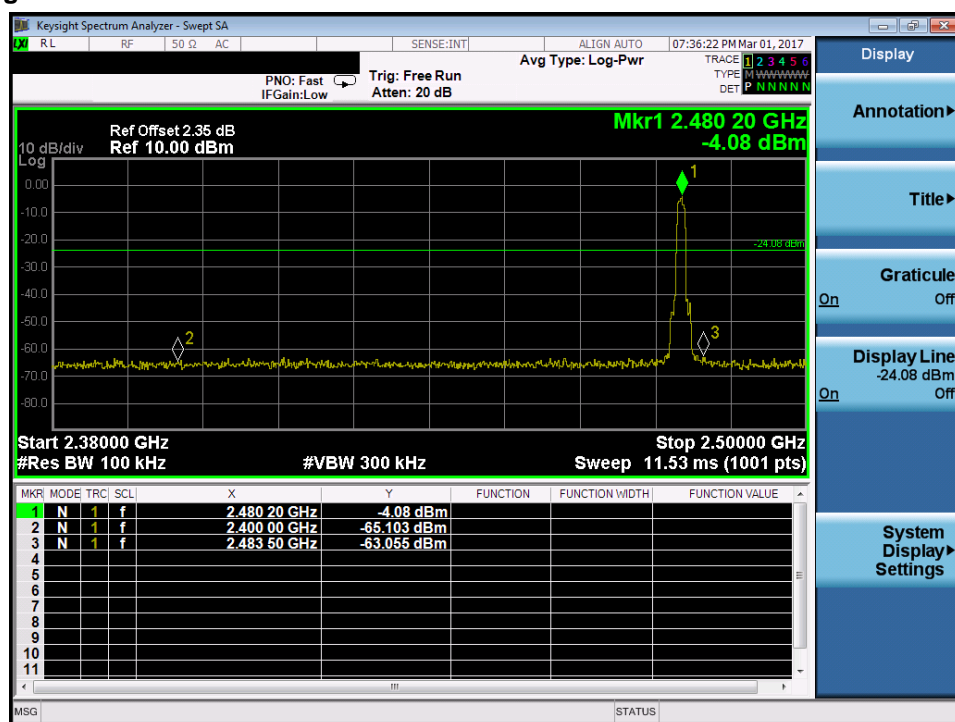 Keysight Spectrum Analyzer - Swept SA
LXI RL RF 50 Ω AC SENSE:INT ALIGN AUTO 07:36:22 PM Mar 01, 2017
Avg Type: Log-Pwr TRACE 1 2 3 4 5 6
PNO: Fast Trig: Free Run TYPE M WWWWW
IFGain:Low Atten: 20 dB DET P N N N N N
Display
Annotation
Title
Graticule
On Off
Display Line
-24.08 dBm
On Off
System
Display
Settings
Mkr1 2.480 20 GHz
-4.08 dBm
Ref Offset 2.35 dB
10 dB/div Ref 10.00 dBm
Log
1
0.00
-10.0
-20.0
-24.08 dBm
-30.0
-40.0
-50.0
2
3
-60.0
-70.0
-80.0
Start 2.38000 GHz Stop 2.50000 GHz
#Res BW 100 kHz #VBW 300 kHz Sweep 11.53 ms (1001 pts)
MKR MODE TRC SCL X Y FUNCTION FUNCTION WIDTH FUNCTION VALUE
1 N 1 f 2.480 20 GHz -4.08 dBm
2 N 1 f 2.400 00 GHz -65.103 dBm
3 N 1 f 2.483 50 GHz -63.055 dBm
4
5
6
7
8
9
10
11
MSG STATUS